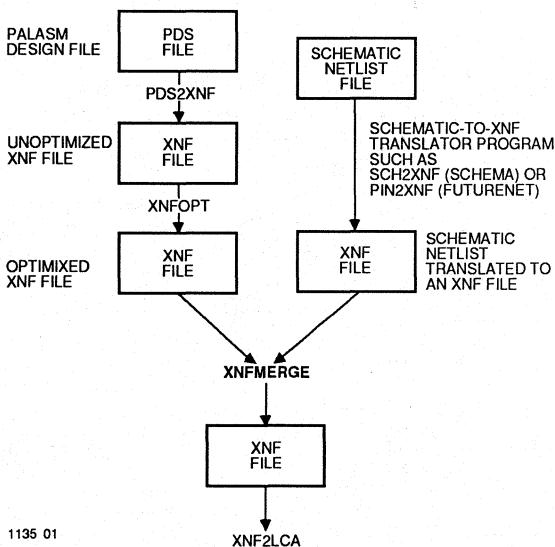 PALASM
DESIGN FILE
PDS
FILE
SCHEMATIC
NETLIST
FILE
PDS2XNF
UNOPTIMIZED
XNF FILE
XNF
FILE
SCHEMATIC-TO-XNF
TRANSLATOR PROGRAM
SUCH AS
SCH2XNF (SCHEMA) OR
PIN2XNF (FUTURENET)
XNFOPT
OPTIMIXED
XNF FILE
XNF
FILE
XNF
FILE
SCHEMATIC
NETLIST
TRANSLATED TO
AN XNF FILE
XNFMERGE
XNF
FILE
1135 01
XNF2LCA